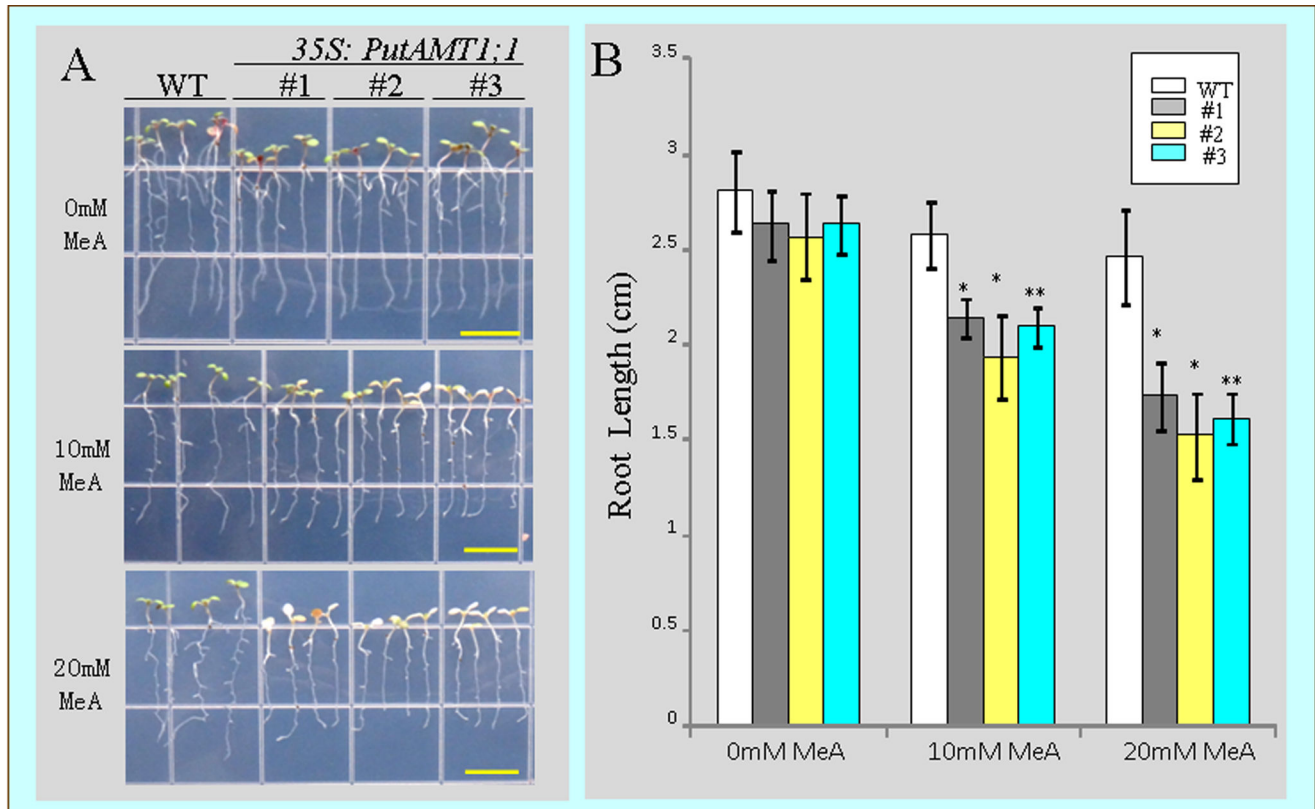 A
35S: PutAMT1;1
WT #1 #2 #3
0mM
MeA
10mM
MeA
20mM
MeA
B
3.5
3
2.5
2
1.5
1
0.5
0
Root Length (cm)
WT
#1
#2
#3
* * **
* * **
0mM MeA 10mM MeA 20mM MeA